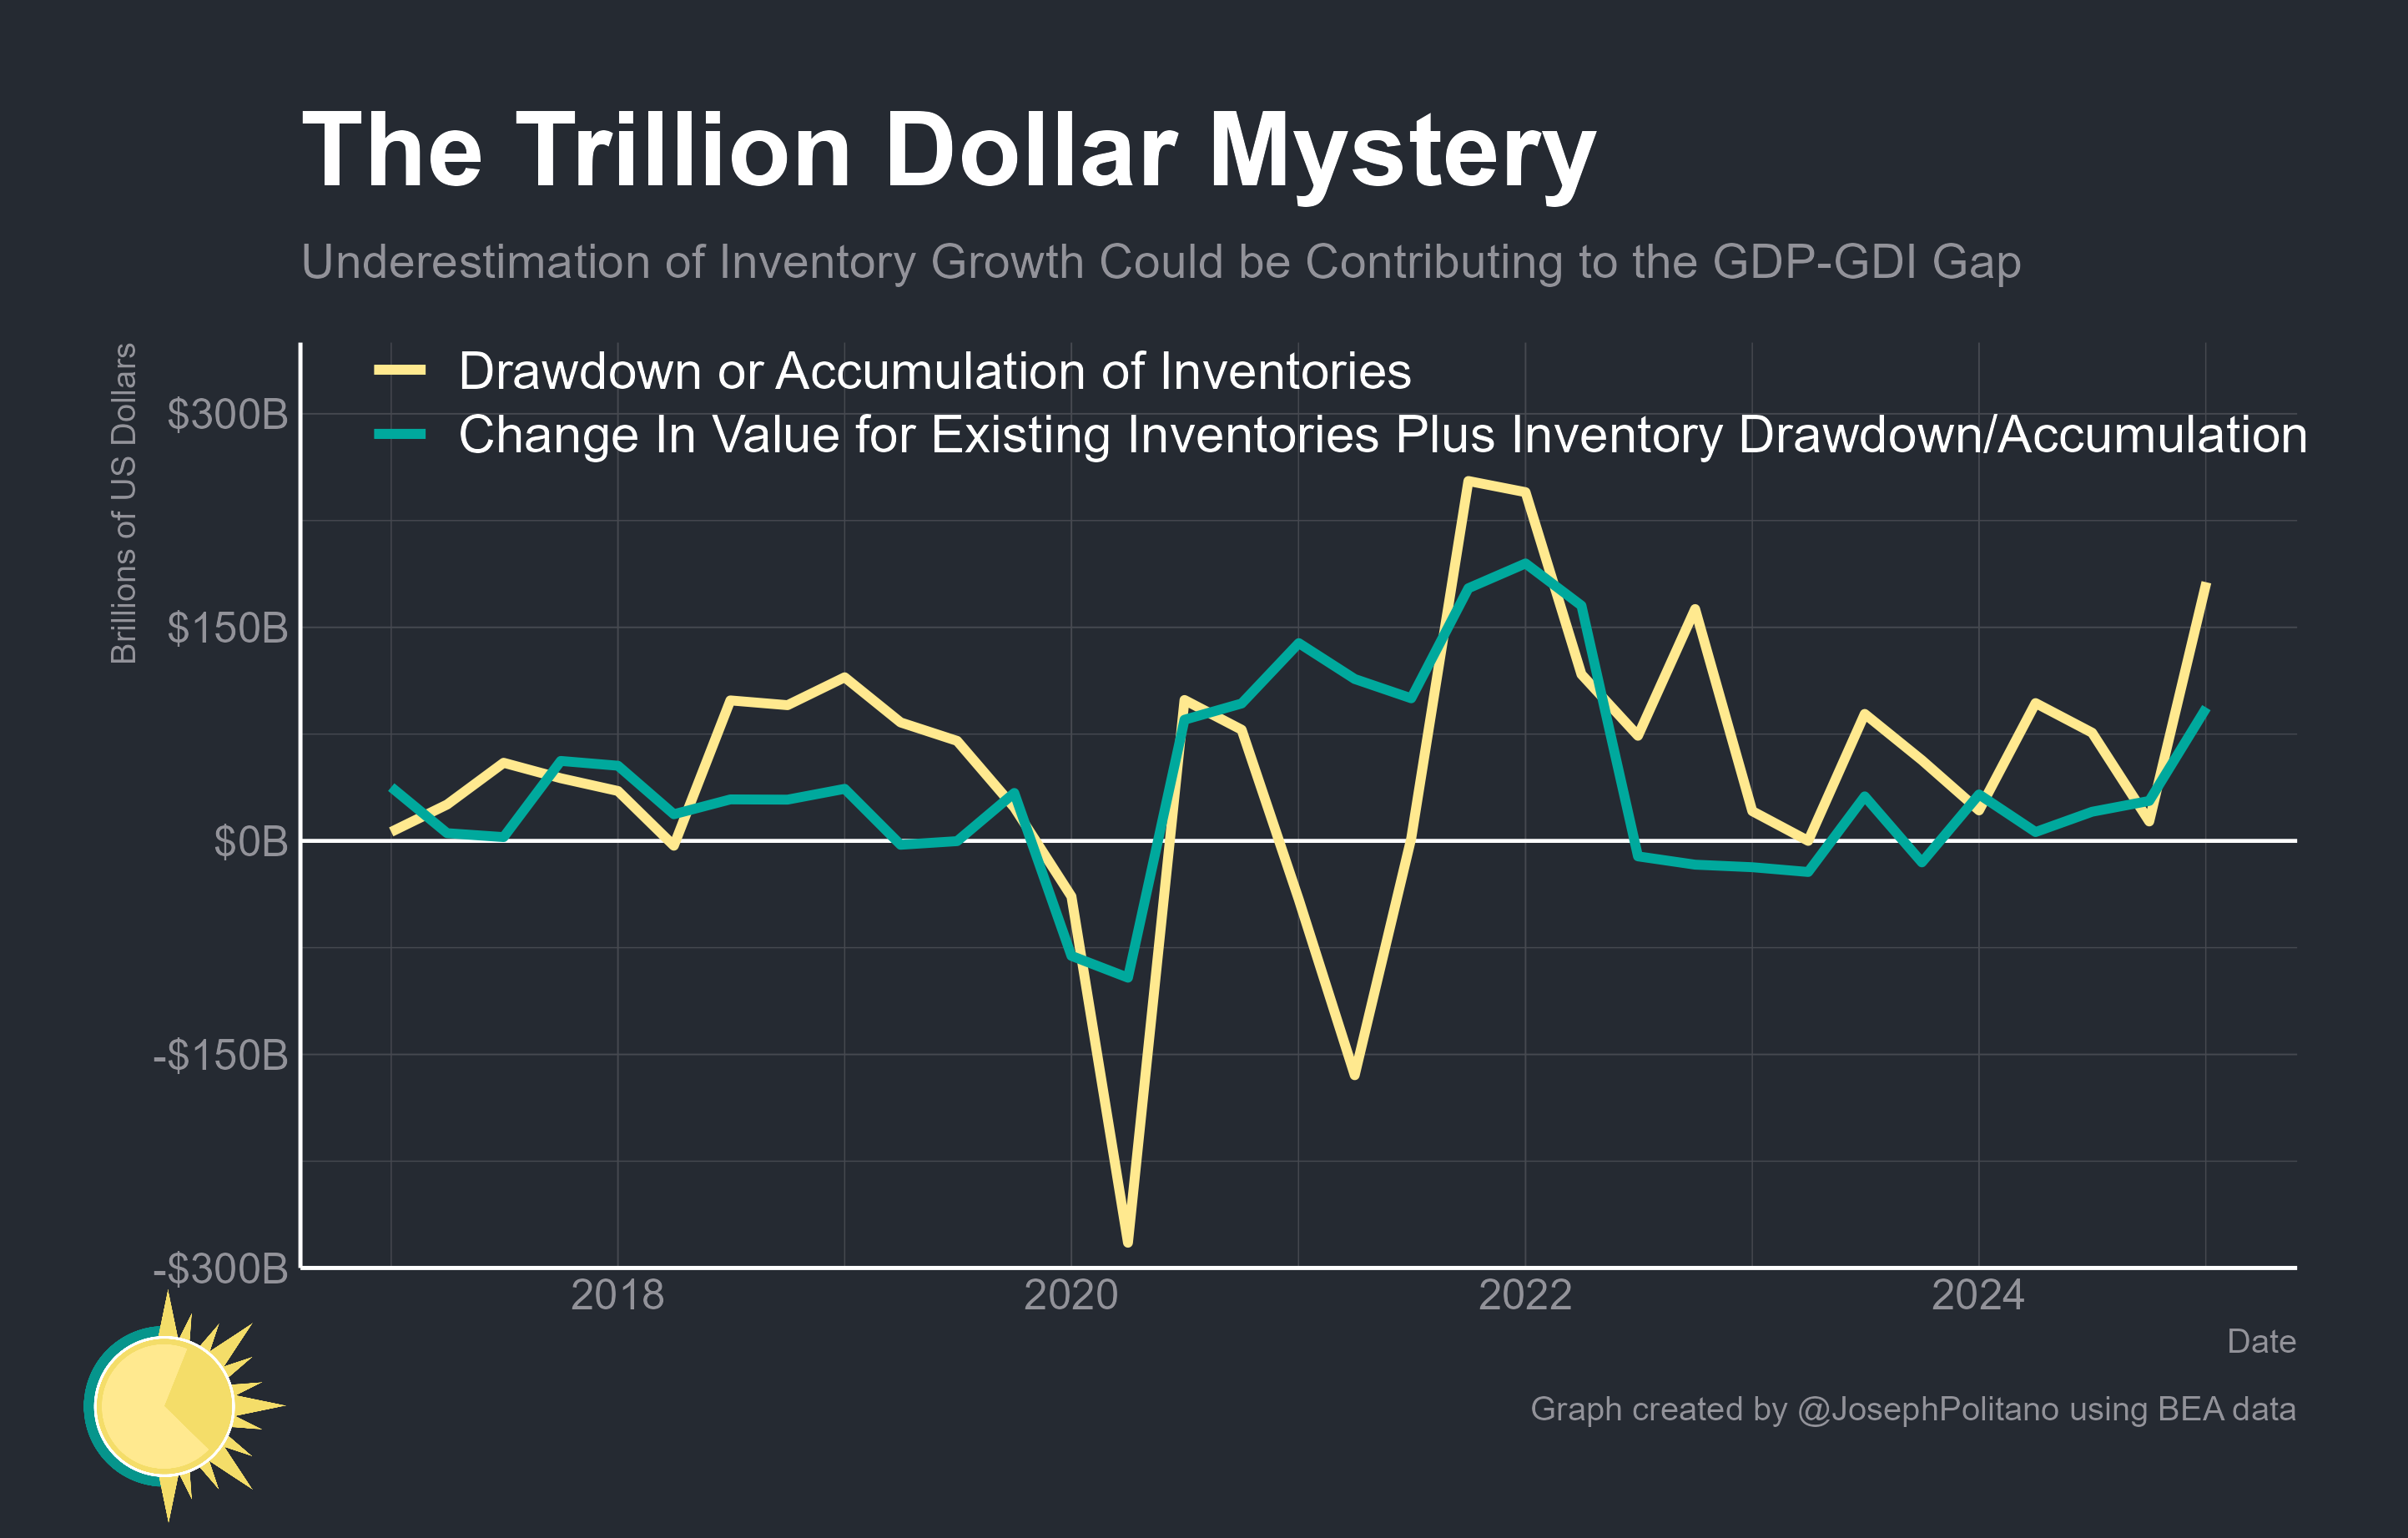 The Trillion Dollar Mystery
Underestimation of Inventory Growth Could be Contributing to the GDP-GDI Gap
Brillions of US Dollars
Drawdown or Accumulation of Inventories
Change In Value for Existing Inventories Plus Inventory Drawdown/Accumulation
$300B
$150B
$0B
-$150B
-$300B
2018 2020 2022 2024
Date
Graph created by @JosephPolitano using BEA data